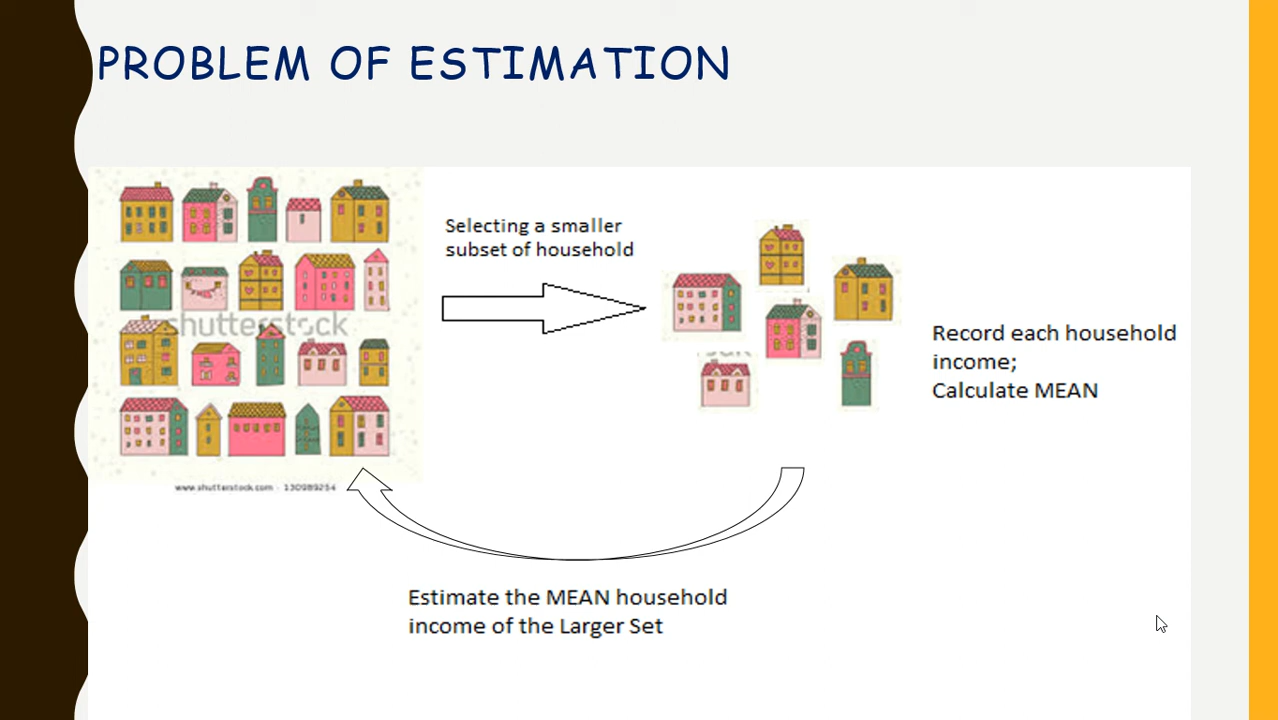 PROBLEM OF ESTIMATION
Selecting a smaller
subset of household
shutterstock
Record each household
income;
Calculate MEAN
www.shutterstock.com · 130989254
Estimate the MEAN household
income of the Larger Set